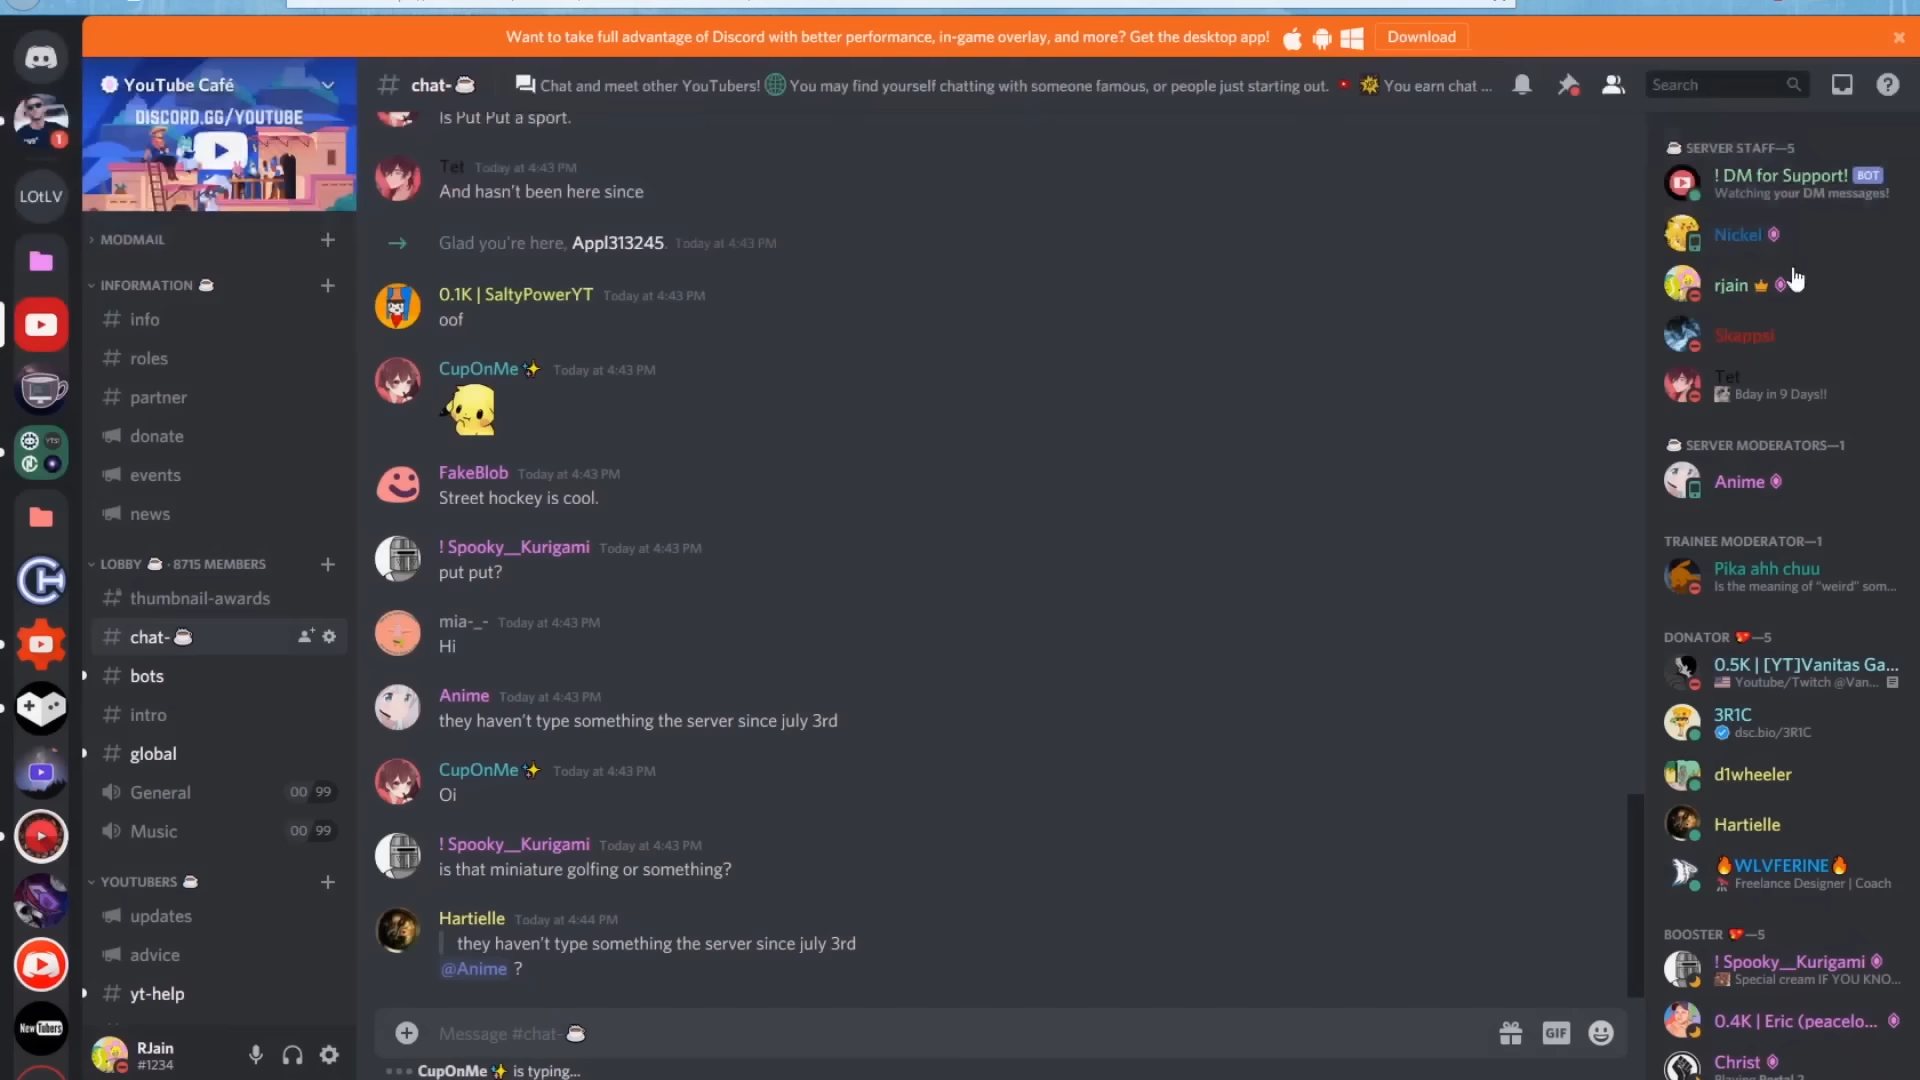 Want to take full advantage of Discord with better performance, in-game overlay, and more? Get the desktop app!
Download
YouTube Café
DISCORD.GG/YOUTUBE
LOtLV
1
MODMAIL
INFORMATION ☕
# info
# roles
# partner
donate
events
news
LOBBY ☕ · 8715 MEMBERS
thumbnail-awards
# chat-☕
# bots
# intro
# global
General 00 99
Music 00 99
YOUTUBERS ☕
updates
advice
# yt-help
New Tubers
RJain
#1234
# chat-☕
Chat and meet other YouTubers! 🌐 You may find yourself chatting with someone famous, or people just starting out. You earn chat ...
Search
Is Put Put a sport.
Tet Today at 4:43 PM
And hasn't been here since
Glad you're here, Appl313245. Today at 4:43 PM
0.1K | SaltyPowerYT Today at 4:43 PM
oof
CupOnMe✨ Today at 4:43 PM
FakeBlob Today at 4:43 PM
Street hockey is cool.
! Spooky__Kurigami Today at 4:43 PM
put put?
mia-_- Today at 4:43 PM
Hi
Anime Today at 4:43 PM
they haven't type something the server since july 3rd
CupOnMe✨ Today at 4:43 PM
Oi
! Spooky__Kurigami Today at 4:43 PM
is that miniature golfing or something?
Hartielle Today at 4:44 PM
they haven't type something the server since july 3rd
@Anime ?
Message #chat-☕
GIF
CupOnMe✨ is typing...
☕ SERVER STAFF—5
! DM for Support! BOT
Watching your DM messages!
Nickel
rjain
Skappsi
Tet
Bday in 9 Days!!
☕ SERVER MODERATORS—1
Anime
TRAINEE MODERATOR—1
Pika ahh chuu
Is the meaning of "weird" som...
DONATOR —5
0.5K | [YT]Vanitas Ga...
Youtube/Twitch @Van...
3R1C
dsc.bio/3R1C
d1wheeler
Hartielle
🔥WLVFERINE🔥
Freelance Designer | Coach
BOOSTER —5
! Spooky__Kurigami
Special cream IF YOU KNO...
0.4K | Eric (peacelo...
Christ